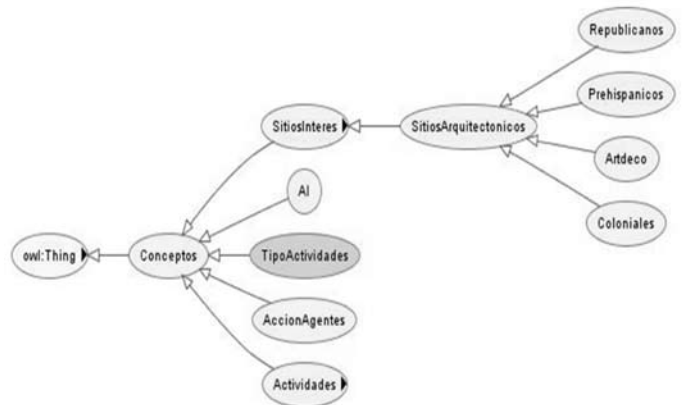 Republicanos
Prehispanicos
SitiosInteres
SitiosArquitectonicos
Artdeco
AI
Coloniales
owl:Thing
Conceptos
TipoActividades
AccionAgentes
Actividades